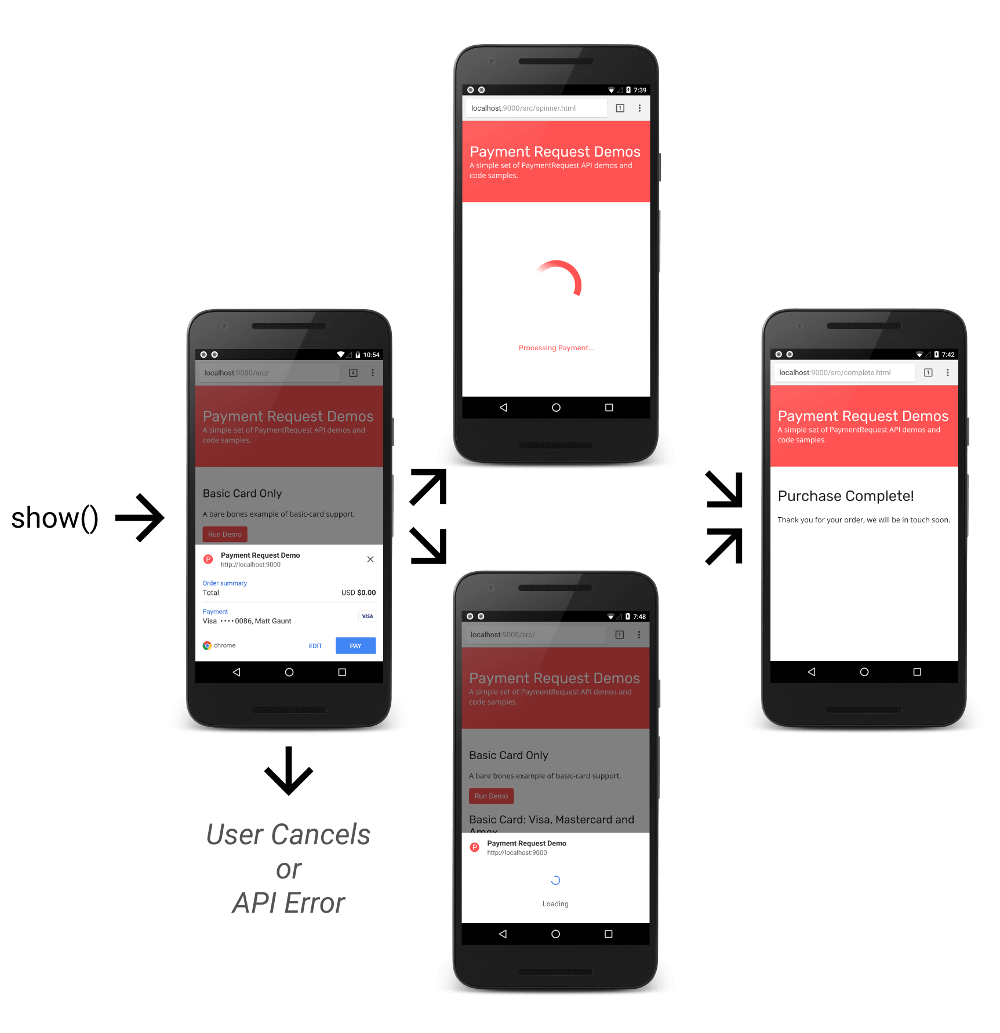 7:39
localhost:9000/src/spinner.html
1
Payment Request Demos
A simple set of PaymentRequest API demos and
code samples.
Processing Payment...
show()
10:54
localhost:9000/src/
4
Payment Request Demos
A simple set of PaymentRequest API demos and
code samples.
Basic Card Only
A bare bones example of basic-card support.
Run Demo
P
Payment Request Demo
http://localhost:9000
Order summary
Total USD $0.00
Payment
Visa ····0086, Matt Gaunt
VISA
chrome EDIT PAY
User Cancels
or
API Error
7:48
localhost:9000/src/
1
Payment Request Demos
A simple set of PaymentRequest API demos and
code samples.
Basic Card Only
A bare bones example of basic-card support.
Run Demo
Basic Card: Visa, Mastercard and
Amex
P
Payment Request Demo
http://localhost:9000
Loading
7:42
localhost:9000/src/complete.html
1
Payment Request Demos
A simple set of PaymentRequest API demos and
code samples.
Purchase Complete!
Thank you for your order, we will be in touch soon.